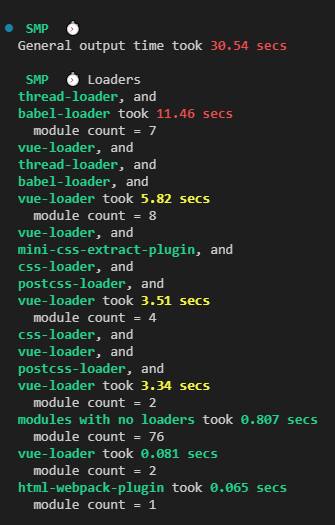 SMP ⏱
General output time took 30.54 secs
SMP ⏱ Loaders
thread-loader, and
babel-loader took 11.46 secs
module count = 7
vue-loader, and
thread-loader, and
babel-loader, and
vue-loader took 5.82 secs
module count = 8
vue-loader, and
mini-css-extract-plugin, and
css-loader, and
postcss-loader, and
vue-loader took 3.51 secs
module count = 4
css-loader, and
vue-loader, and
postcss-loader, and
vue-loader took 3.34 secs
module count = 2
modules with no loaders took 0.807 secs
module count = 76
vue-loader took 0.081 secs
module count = 2
html-webpack-plugin took 0.065 secs
module count = 1